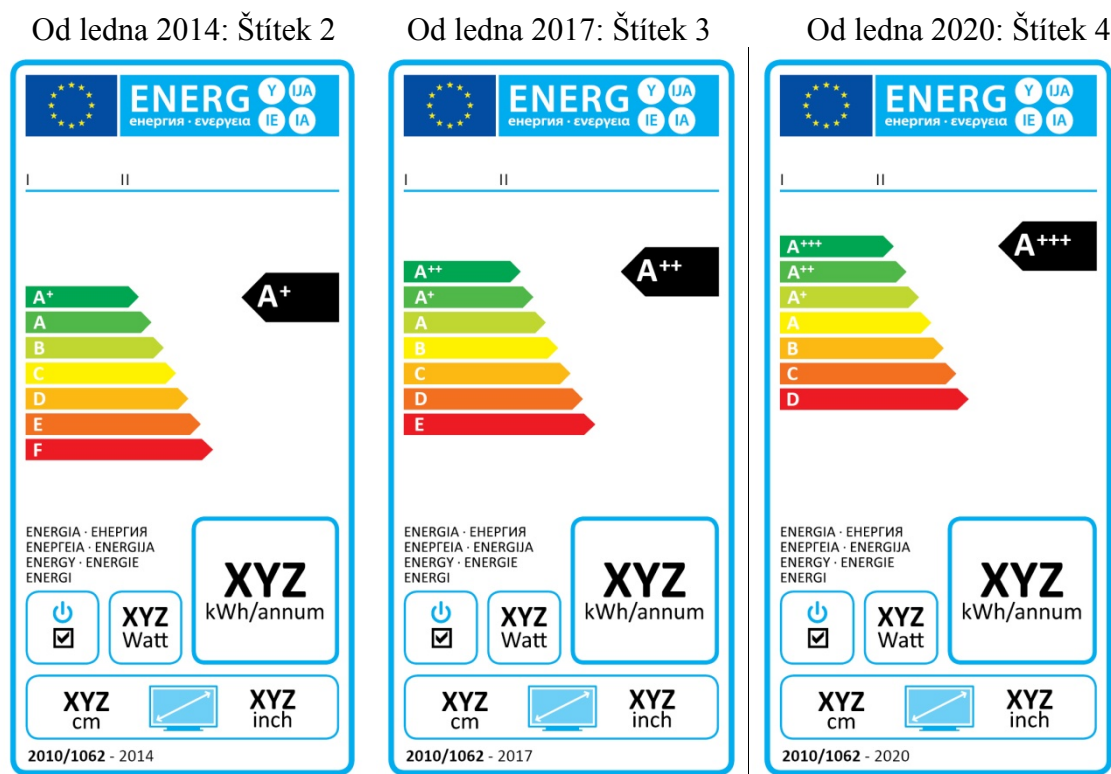 Od ledna 2014: Štítek 2
ENERG Y IJA
енергия · ενεργεια IE IA
I II
A+
A+
A
B
C
D
E
F
ENERGIA · ЕНЕРГИЯ
ΕΝΕΡΓΕΙΑ · ENERGIJA
ENERGY · ENERGIE
ENERGI
XYZ
kWh/annum
XYZ
Watt
XYZ
cm
XYZ
inch
2010/1062 - 2014
Od ledna 2017: Štítek 3
ENERG Y IJA
енергия · ενεργεια IE IA
I II
A++
A++
A+
A
B
C
D
E
ENERGIA · ЕНЕРГИЯ
ΕΝΕΡΓΕΙΑ · ENERGIJA
ENERGY · ENERGIE
ENERGI
XYZ
kWh/annum
XYZ
Watt
XYZ
cm
XYZ
inch
2010/1062 - 2017
Od ledna 2020: Štítek 4
ENERG Y IJA
енергия · ενεργεια IE IA
I II
A+++
A+++
A++
A+
A
B
C
D
ENERGIA · ЕНЕРГИЯ
ΕΝΕΡΓΕΙΑ · ENERGIJA
ENERGY · ENERGIE
ENERGI
XYZ
kWh/annum
XYZ
Watt
XYZ
cm
XYZ
inch
2010/1062 - 2020